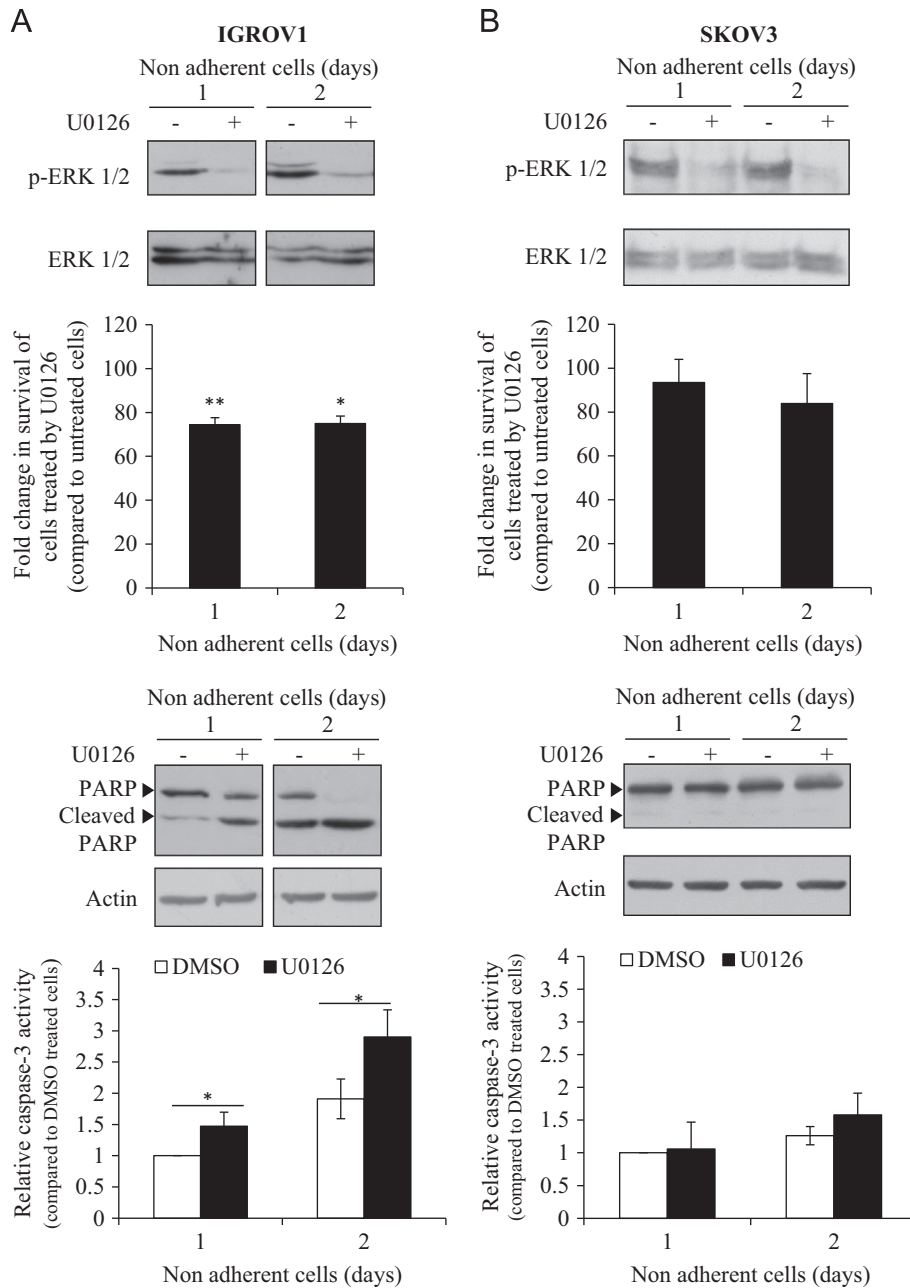 A
IGROV1
Non adherent cells (days)
1 2
U0126 - + - +
p-ERK 1/2
ERK 1/2
Fold change in survival of
cells treated by U0126
(compared to untreated cells)
120
100
80
60
40
20
0
** *
1 2
Non adherent cells (days)
Non adherent cells (days)
1 2
U0126 - + - +
PARP
Cleaved
PARP
Actin
Relative caspase-3 activity
(compared to DMSO treated cells)
DMSO U0126
4
3.5
3
2.5
2
1.5
1
0.5
0
*
*
1 2
Non adherent cells (days)
B
SKOV3
Non adherent cells (days)
1 2
U0126 - + - +
p-ERK 1/2
ERK 1/2
Fold change in survival of
cells treated by U0126
(compared to untreated cells)
120
100
80
60
40
20
0
1 2
Non adherent cells (days)
Non adherent cells (days)
1 2
U0126 - + - +
PARP
Cleaved
PARP
Actin
Relative caspase-3 activity
(compared to DMSO treated cells)
DMSO U0126
4
3.5
3
2.5
2
1.5
1
0.5
0
1 2
Non adherent cells (days)